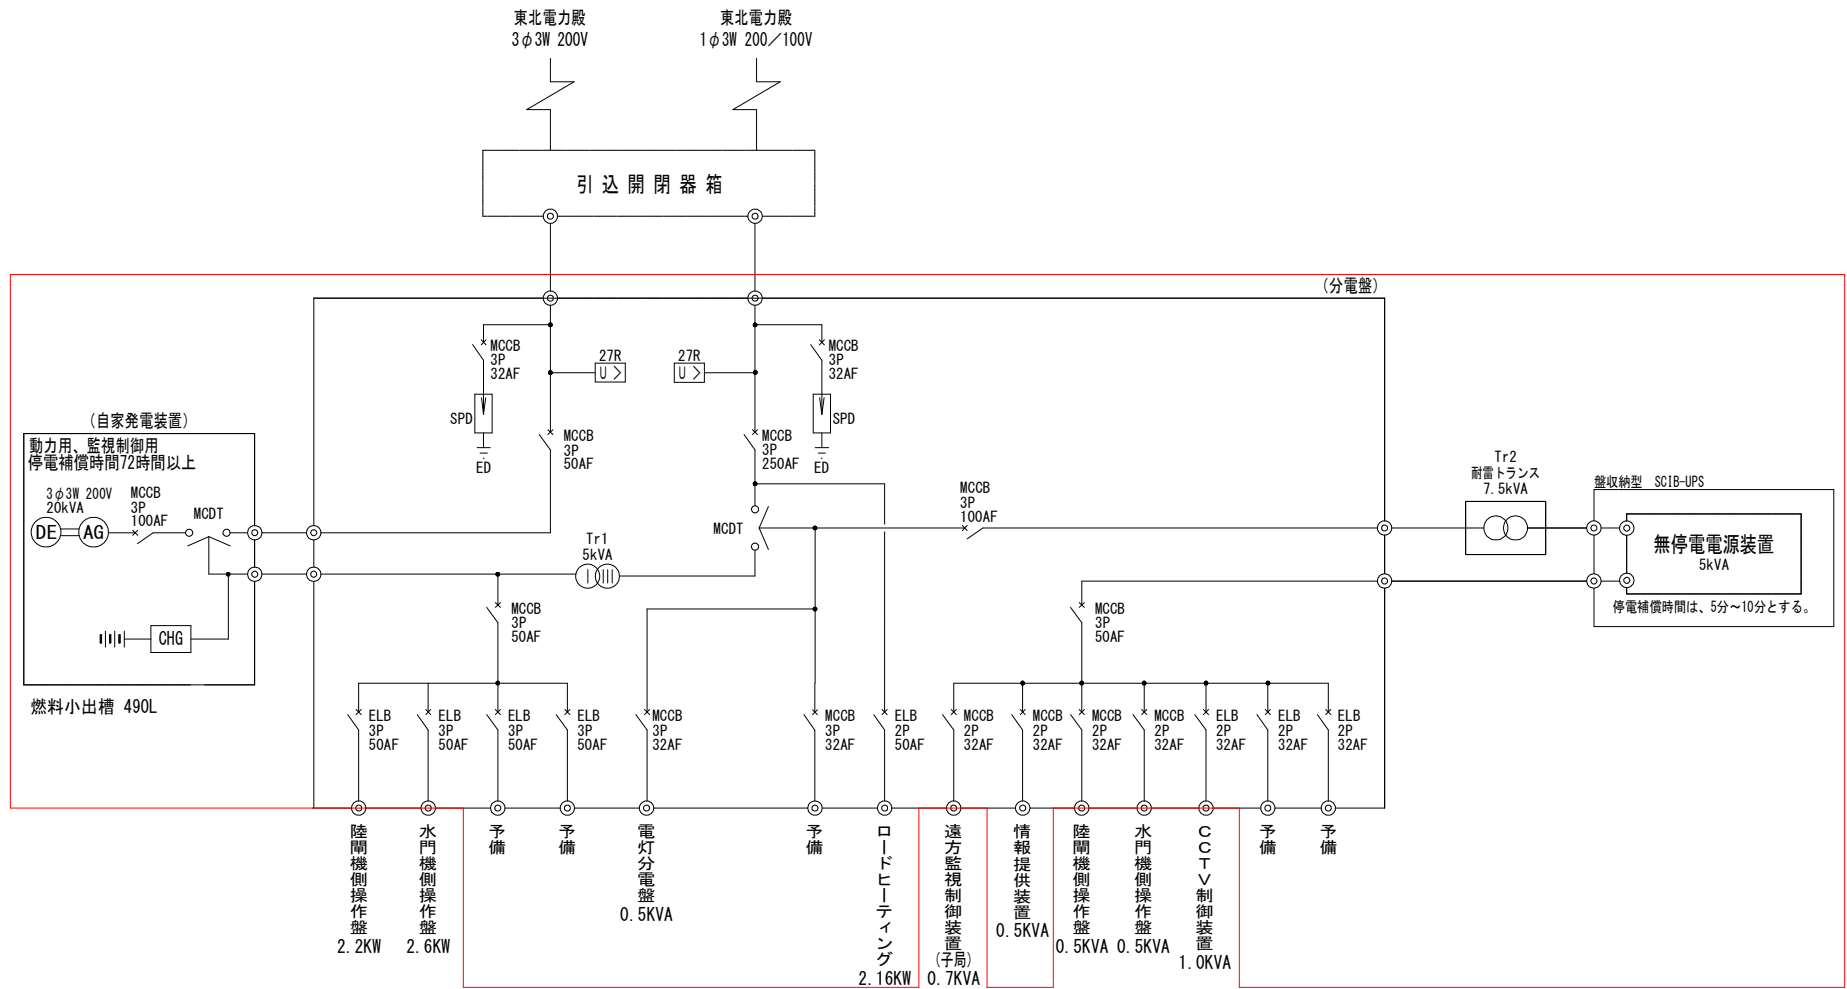 東北電力殿
3φ3W 200V
東北電力殿
1φ3W 200／100V
引込開閉器箱
(分電盤)
MCCB
3P
32AF
27R
U >
27R
U >
MCCB
3P
32AF
SPD
ED
MCCB
3P
50AF
MCCB
3P
250AF
SPD
ED
(自家発電装置)
動力用、監視制御用
停電補償時間72時間以上
3φ3W 200V
20kVA
MCCB
3P
100AF
MCDT
DE
AG
CHG
燃料小出槽 490L
Tr1
5kVA
MCDT
MCCB
3P
100AF
Tr2
耐雷トランス
7.5kVA
盤収納型 SCIB-UPS
無停電電源装置
5kVA
停電補償時間は、5分～10分とする。
MCCB
3P
50AF
MCCB
3P
50AF
ELB
3P
50AF
ELB
3P
50AF
ELB
3P
50AF
ELB
3P
50AF
MCCB
3P
32AF
MCCB
3P
32AF
ELB
2P
50AF
MCCB
2P
32AF
MCCB
2P
32AF
MCCB
2P
32AF
MCCB
2P
32AF
ELB
2P
32AF
ELB
2P
32AF
ELB
2P
32AF
陸閘機側操作盤
2.2KW
水門機側操作盤
2.6KW
予備
予備
電灯分電盤
0.5KVA
予備
ロードヒーティング
2.16KW
遠方監視制御装置
(子局)
0.7KVA
情報提供装置
0.5KVA
陸閘機側操作盤
0.5KVA
水門機側操作盤
0.5KVA
CCTV制御装置
1.0KVA
予備
予備